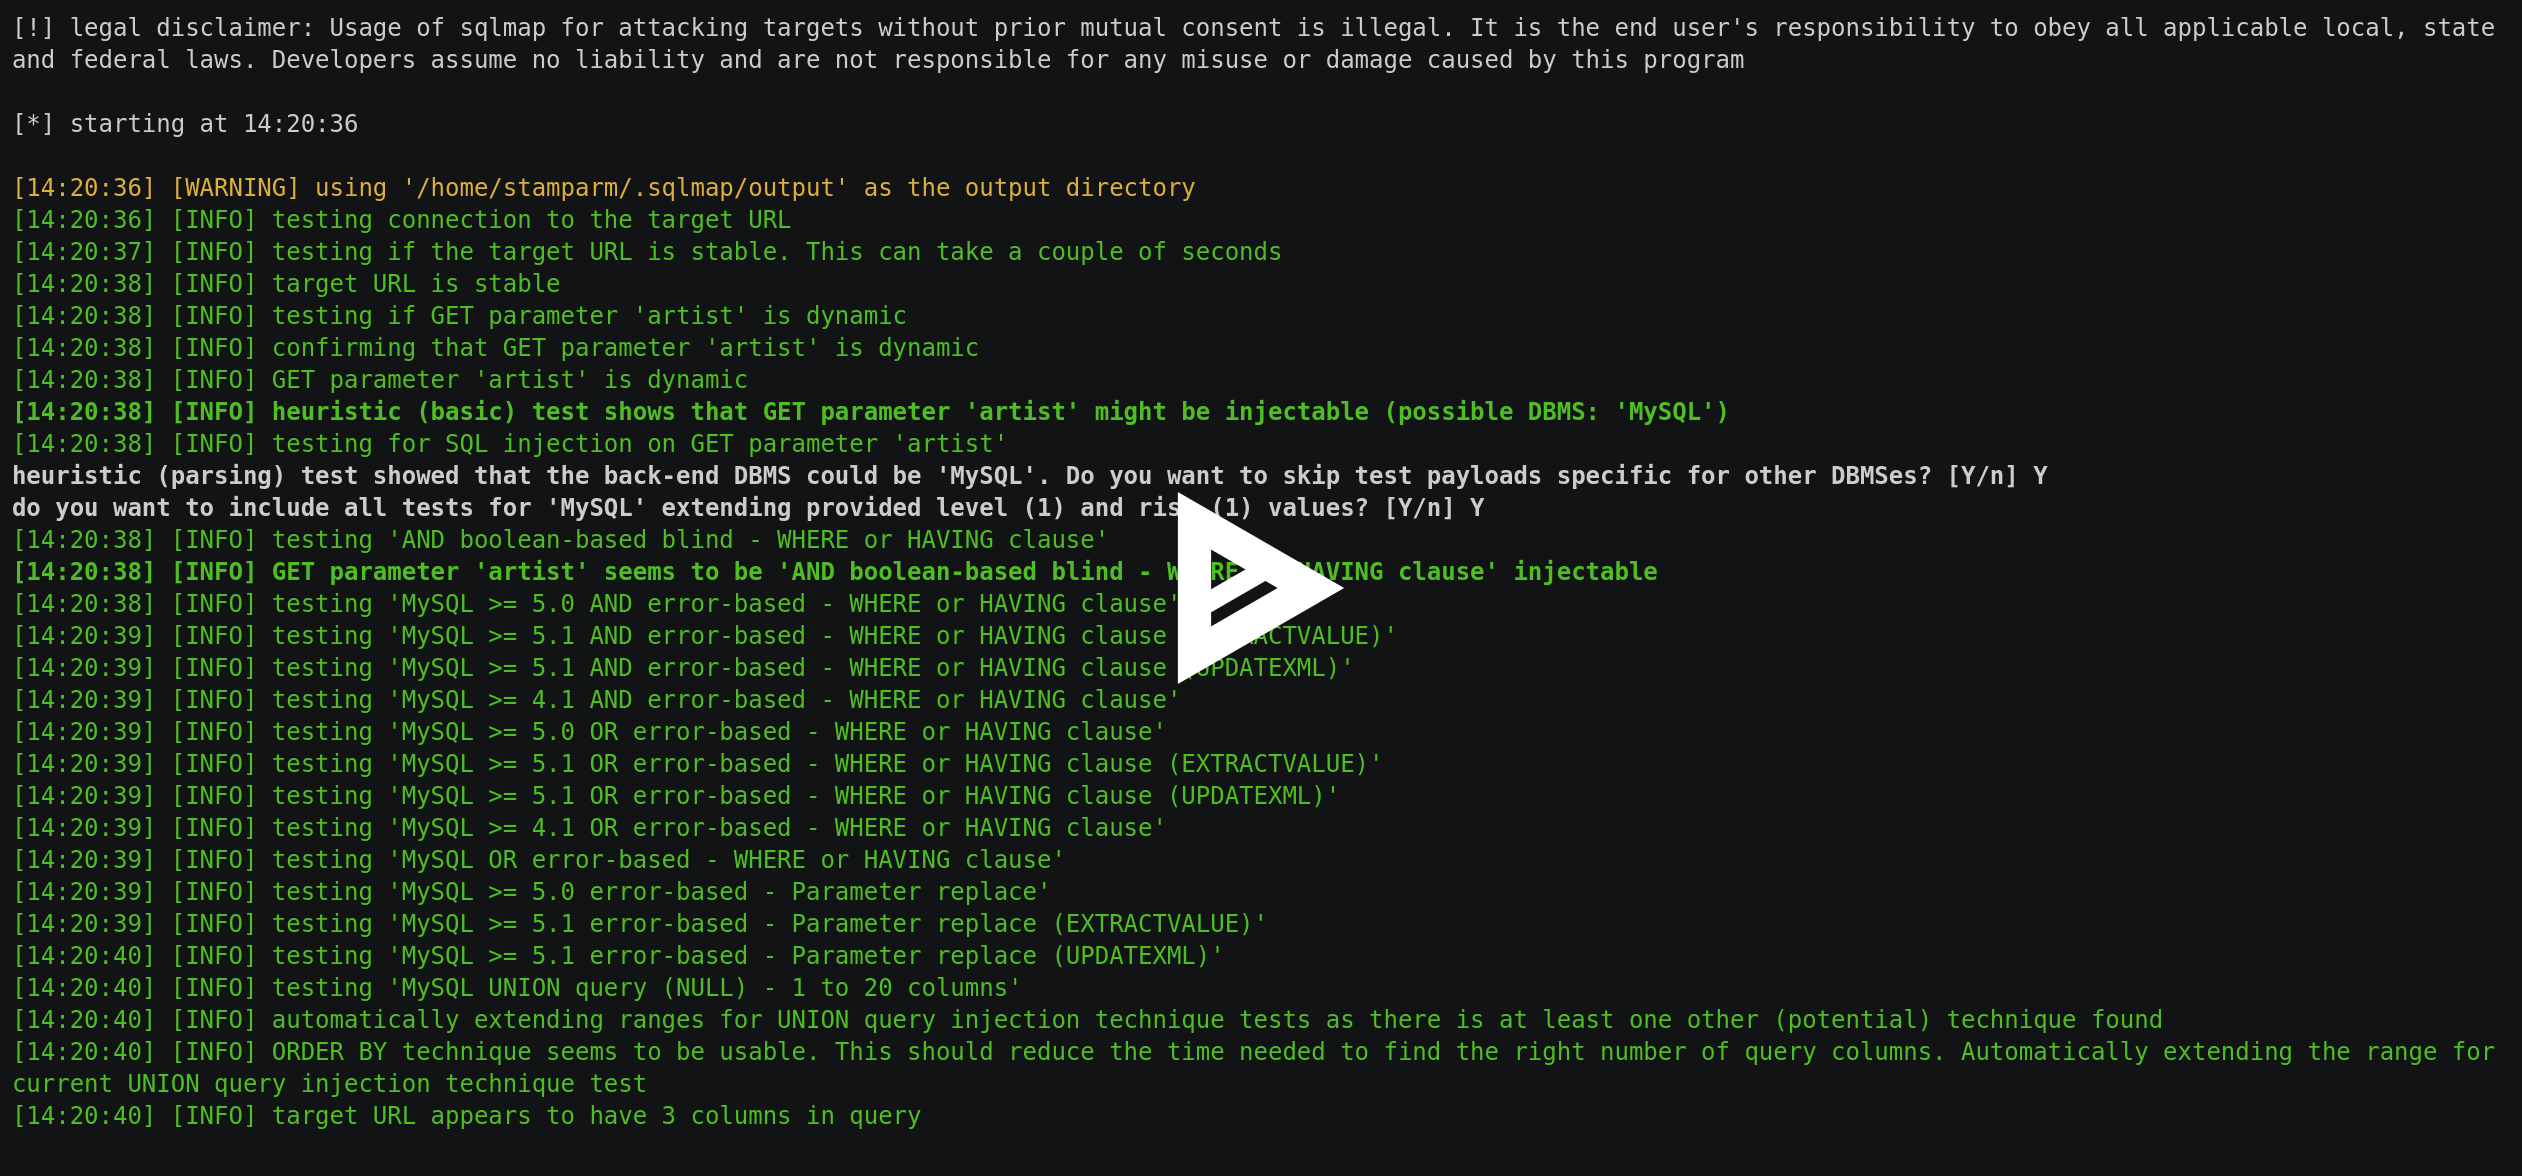 [!] legal disclaimer: Usage of sqlmap for attacking targets without prior mutual consent is illegal. It is the end user's responsibility to obey all applicable local, state
and federal laws. Developers assume no liability and are not responsible for any misuse or damage caused by this program
[*] starting at 14:20:36
[14:20:36] [WARNING] using '/home/stamparm/.sqlmap/output' as the output directory
[14:20:36] [INFO] testing connection to the target URL
[14:20:37] [INFO] testing if the target URL is stable. This can take a couple of seconds
[14:20:38] [INFO] target URL is stable
[14:20:38] [INFO] testing if GET parameter 'artist' is dynamic
[14:20:38] [INFO] confirming that GET parameter 'artist' is dynamic
[14:20:38] [INFO] GET parameter 'artist' is dynamic
[14:20:38] [INFO] heuristic (basic) test shows that GET parameter 'artist' might be injectable (possible DBMS: 'MySQL')
[14:20:38] [INFO] testing for SQL injection on GET parameter 'artist'
heuristic (parsing) test showed that the back-end DBMS could be 'MySQL'. Do you want to skip test payloads specific for other DBMSes? [Y/n] Y
do you want to include all tests for 'MySQL' extending provided level (1) and risk (1) values? [Y/n] Y
[14:20:38] [INFO] testing 'AND boolean-based blind - WHERE or HAVING clause'
[14:20:38] [INFO] GET parameter 'artist' seems to be 'AND boolean-based blind - WHERE HAVING clause' injectable
[14:20:38] [INFO] testing 'MySQL >= 5.0 AND error-based - WHERE or HAVING clause'
[14:20:39] [INFO] testing 'MySQL >= 5.1 AND error-based - WHERE or HAVING clause (EXTRACTVALUE)'
[14:20:39] [INFO] testing 'MySQL >= 5.1 AND error-based - WHERE or HAVING clause (UPDATEXML)'
[14:20:39] [INFO] testing 'MySQL >= 4.1 AND error-based - WHERE or HAVING clause'
[14:20:39] [INFO] testing 'MySQL >= 5.0 OR error-based - WHERE or HAVING clause'
[14:20:39] [INFO] testing 'MySQL >= 5.1 OR error-based - WHERE or HAVING clause (EXTRACTVALUE)'
[14:20:39] [INFO] testing 'MySQL >= 5.1 OR error-based - WHERE or HAVING clause (UPDATEXML)'
[14:20:39] [INFO] testing 'MySQL >= 4.1 OR error-based - WHERE or HAVING clause'
[14:20:39] [INFO] testing 'MySQL OR error-based - WHERE or HAVING clause'
[14:20:39] [INFO] testing 'MySQL >= 5.0 error-based - Parameter replace'
[14:20:39] [INFO] testing 'MySQL >= 5.1 error-based - Parameter replace (EXTRACTVALUE)'
[14:20:40] [INFO] testing 'MySQL >= 5.1 error-based - Parameter replace (UPDATEXML)'
[14:20:40] [INFO] testing 'MySQL UNION query (NULL) - 1 to 20 columns'
[14:20:40] [INFO] automatically extending ranges for UNION query injection technique tests as there is at least one other (potential) technique found
[14:20:40] [INFO] ORDER BY technique seems to be usable. This should reduce the time needed to find the right number of query columns. Automatically extending the range for
current UNION query injection technique test
[14:20:40] [INFO] target URL appears to have 3 columns in query